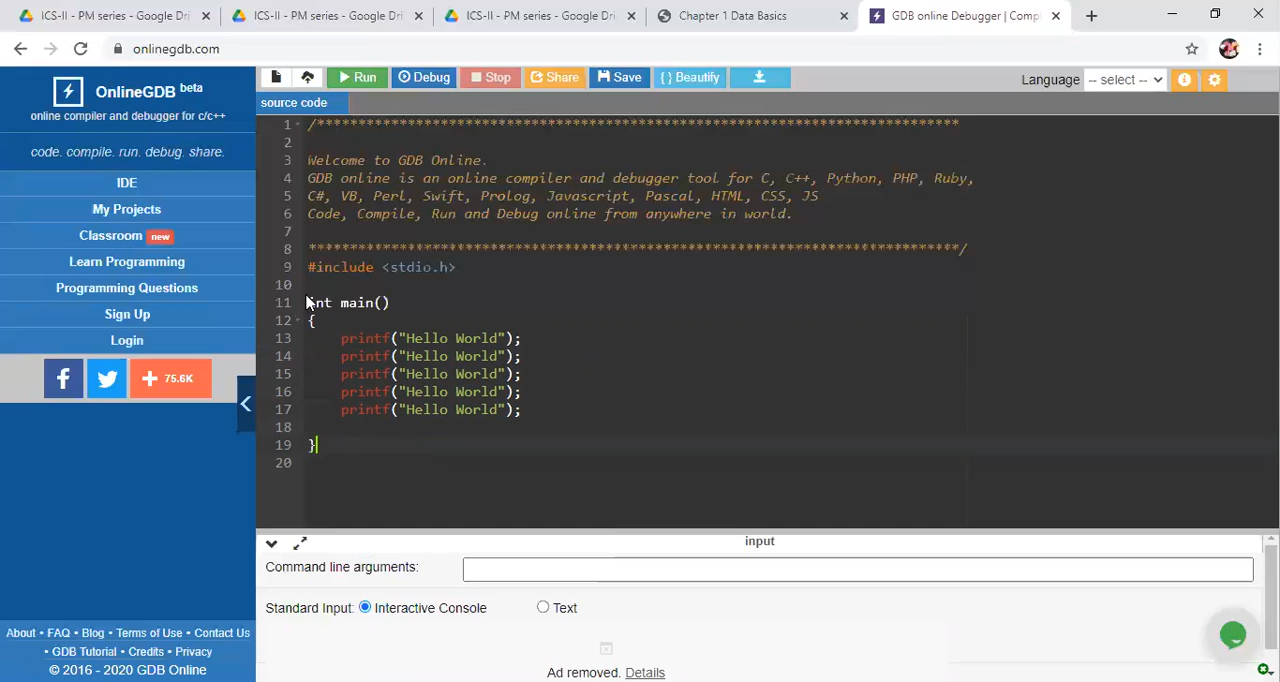 ICS-II - PM series - Google Dri
ICS-II - PM series - Google Dri
ICS-II - PM series - Google Dri
Chapter 1 Data Basics
GDB online Debugger | Comp
onlinegdb.com
OnlineGDB beta
online compiler and debugger for c/c++
code. compile. run. debug. share.
IDE
My Projects
Classroom new
Learn Programming
Programming Questions
Sign Up
Login
f + 75.6K
About • FAQ • Blog • Terms of Use • Contact Us
• GDB Tutorial • Credits • Privacy
© 2016 - 2020 GDB Online
Run Debug Stop Share Save { } Beautify
Language -- select --
source code
1 /******************************************************************************
2
3 Welcome to GDB Online.
4 GDB online is an online compiler and debugger tool for C, C++, Python, PHP, Ruby,
5 C#, VB, Perl, Swift, Prolog, Javascript, Pascal, HTML, CSS, JS
6 Code, Compile, Run and Debug online from anywhere in world.
7
8 *******************************************************************************/
9 #include <stdio.h>
10
11 int main()
12 {
13 printf("Hello World");
14 printf("Hello World");
15 printf("Hello World");
16 printf("Hello World");
17 printf("Hello World");
18
19 }
20
input
Command line arguments:
Standard Input: Interactive Console Text
Ad removed. Details